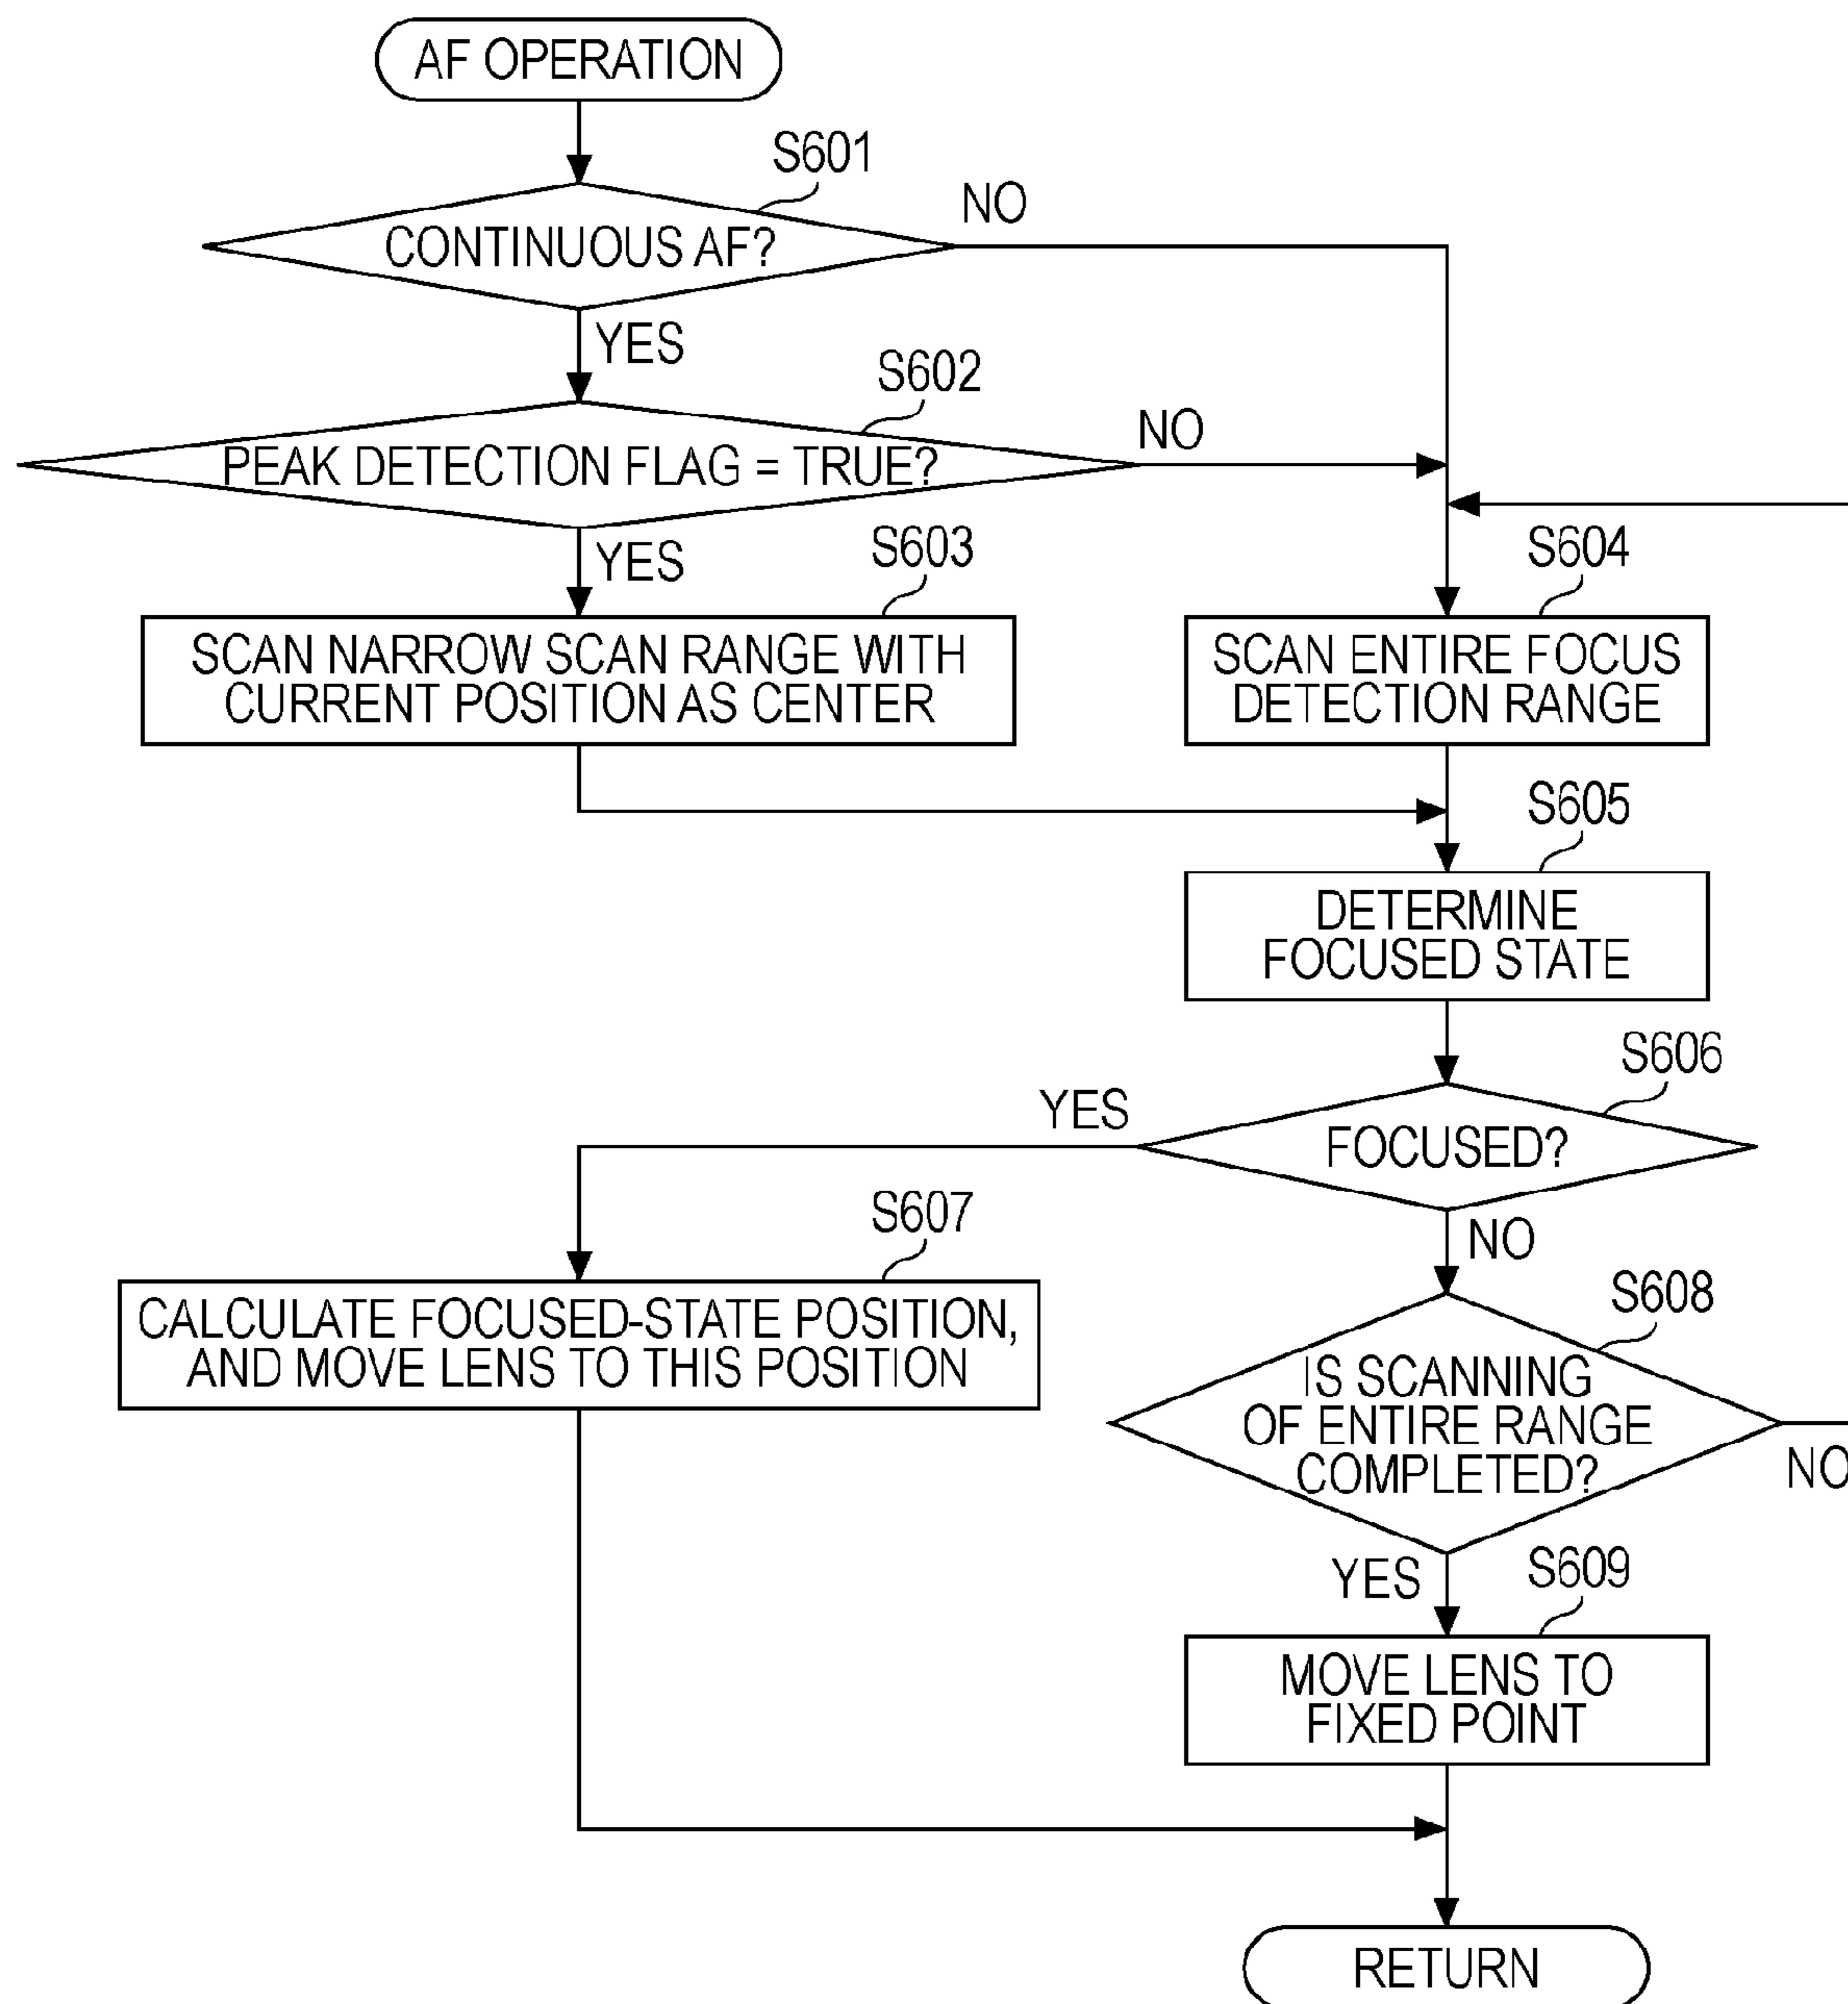 AF OPERATION
S601
CONTINUOUS AF?
NO
YES
S602
PEAK DETECTION FLAG = TRUE?
NO
YES
S603
SCAN NARROW SCAN RANGE WITH
CURRENT POSITION AS CENTER
S604
SCAN ENTIRE FOCUS
DETECTION RANGE
S605
DETERMINE
FOCUSED STATE
S606
FOCUSED?
YES
NO
S607
CALCULATE FOCUSED-STATE POSITION,
AND MOVE LENS TO THIS POSITION
S608
IS SCANNING
OF ENTIRE RANGE
COMPLETED?
NO
YES
S609
MOVE LENS TO
FIXED POINT
RETURN